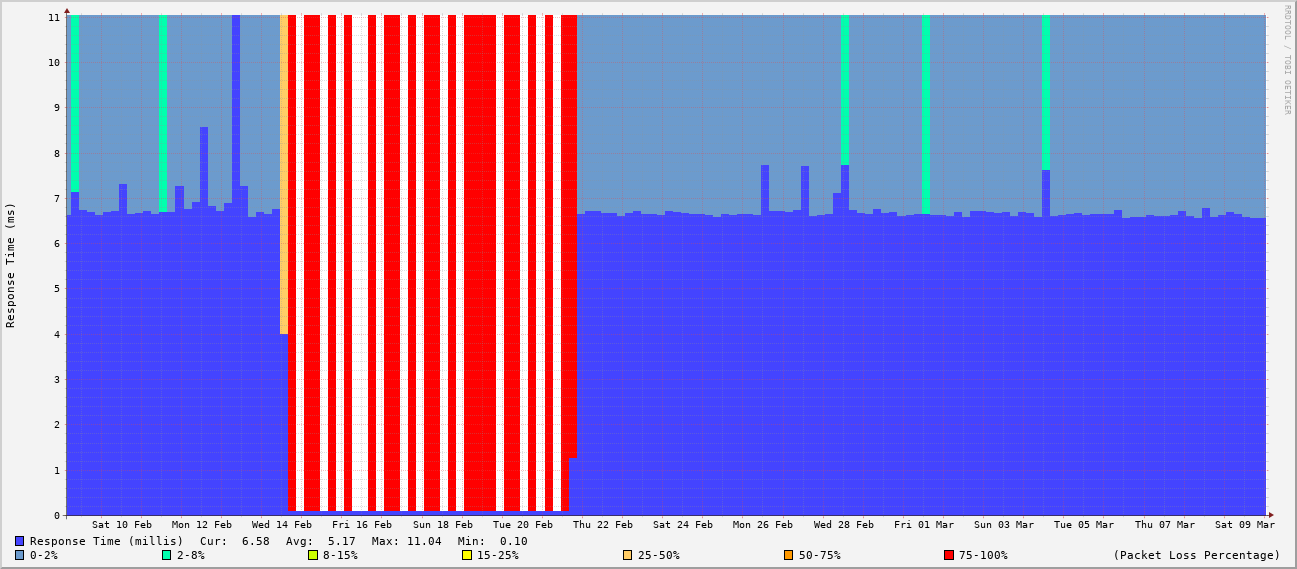 RRDTOOL / TOBI OETIKER
Response Time (ms)
11
10
9
8
7
6
5
4
3
2
1
0
Sat 10 Feb Mon 12 Feb Wed 14 Feb Fri 16 Feb Sun 18 Feb Tue 20 Feb Thu 22 Feb Sat 24 Feb Mon 26 Feb Wed 28 Feb Fri 01 Mar Sun 03 Mar Tue 05 Mar Thu 07 Mar Sat 09 Mar
Response Time (millis) Cur: 6.58 Avg: 5.17 Max: 11.04 Min: 0.10
0-2% 2-8% 8-15% 15-25% 25-50% 50-75% 75-100% (Packet Loss Percentage)